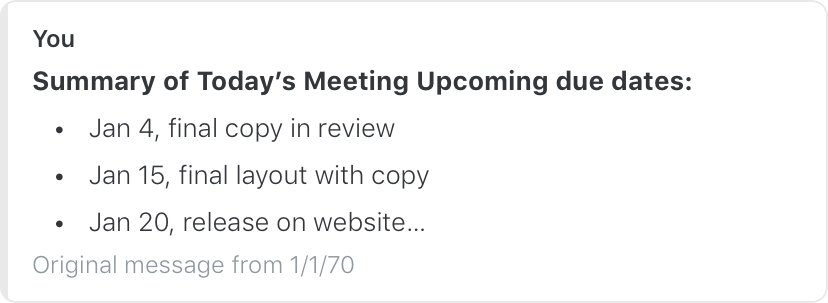 You
Summary of Today’s Meeting Upcoming due dates:
• Jan 4, final copy in review
• Jan 15, final layout with copy
• Jan 20, release on website...
Original message from 1/1/70